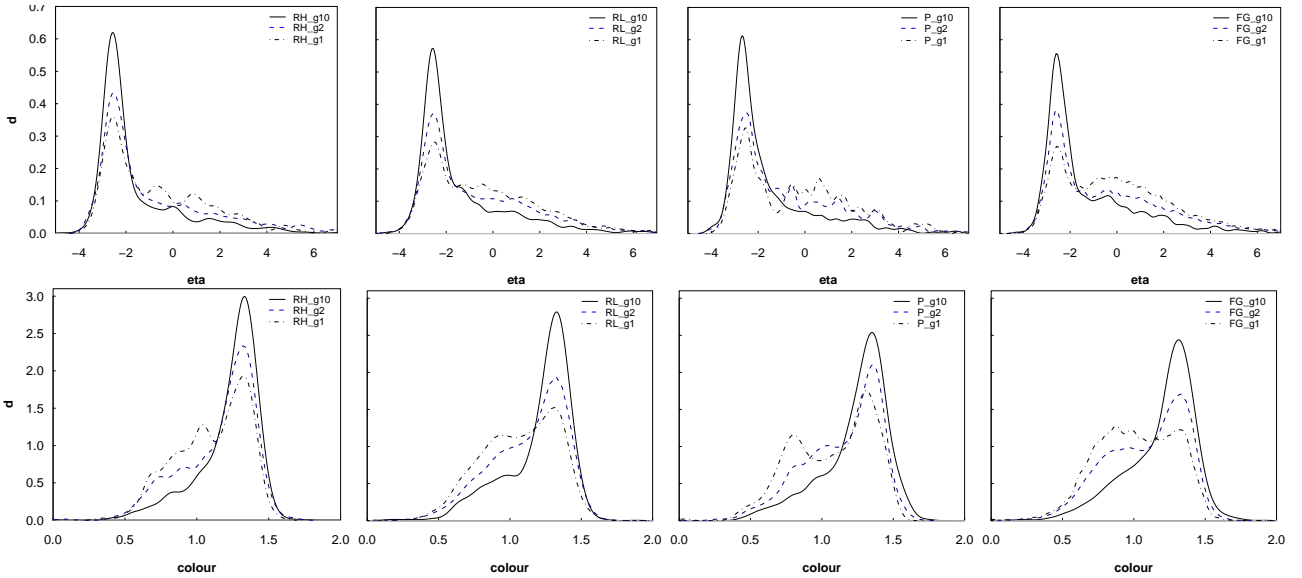 0.7
0.6
0.5
0.4
0.3
0.2
0.1
0.0
d
RH_g10
RH_g2
RH_g1
−4 −2 0 2 4 6
eta
RL_g10
RL_g2
RL_g1
−4 −2 0 2 4 6
eta
P_g10
P_g2
P_g1
−4 −2 0 2 4 6
eta
FG_g10
FG_g2
FG_g1
−4 −2 0 2 4 6
eta
3.0
2.5
2.0
1.5
1.0
0.5
0.0
d
RH_g10
RH_g2
RH_g1
0.0 0.5 1.0 1.5 2.0
colour
RL_g10
RL_g2
RL_g1
0.0 0.5 1.0 1.5 2.0
colour
P_g10
P_g2
P_g1
0.0 0.5 1.0 1.5 2.0
colour
FG_g10
FG_g2
FG_g1
0.0 0.5 1.0 1.5 2.0
colour